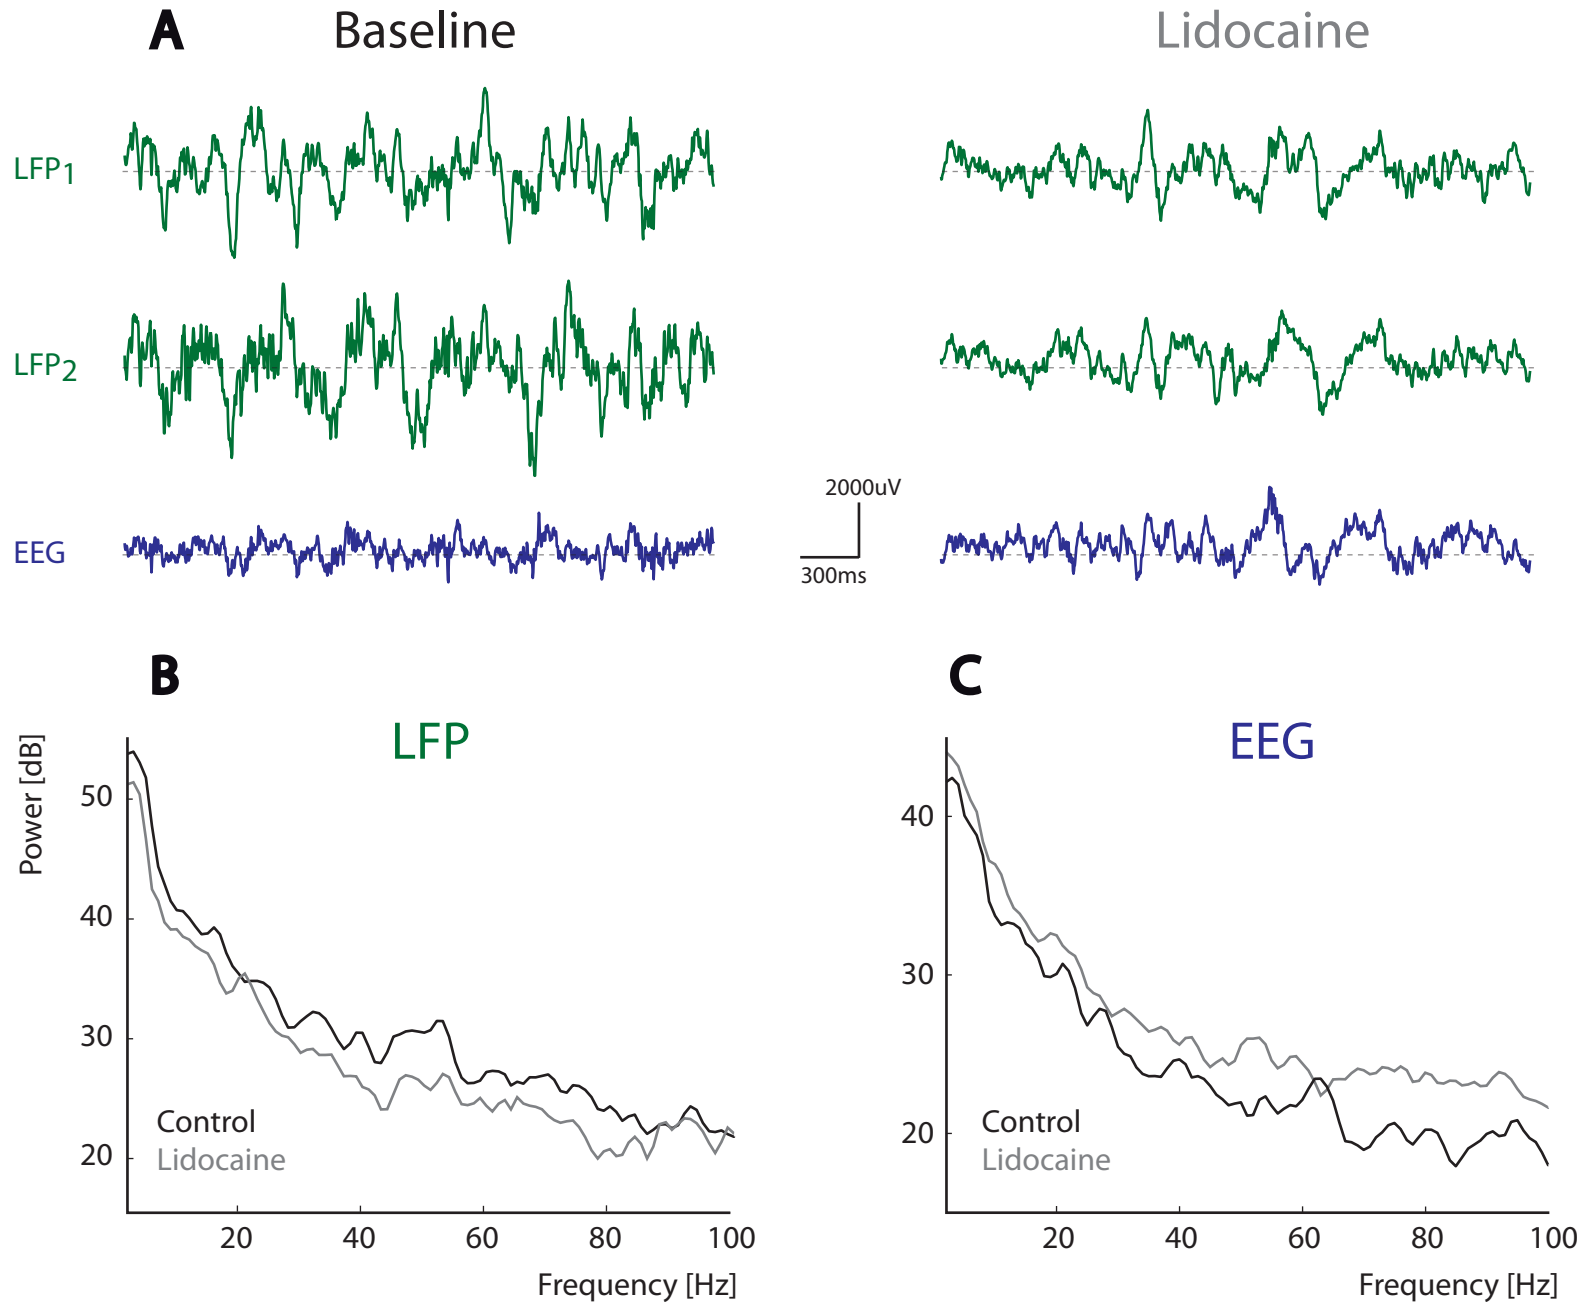 A Baseline Lidocaine
LFP1
LFP2
EEG
2000uV
300ms
B C
LFP EEG
Power [dB]
50
40
30
20
Control
Lidocaine
20 40 60 80 100
Frequency [Hz]
40
30
20
Control
Lidocaine
20 40 60 80 100
Frequency [Hz]